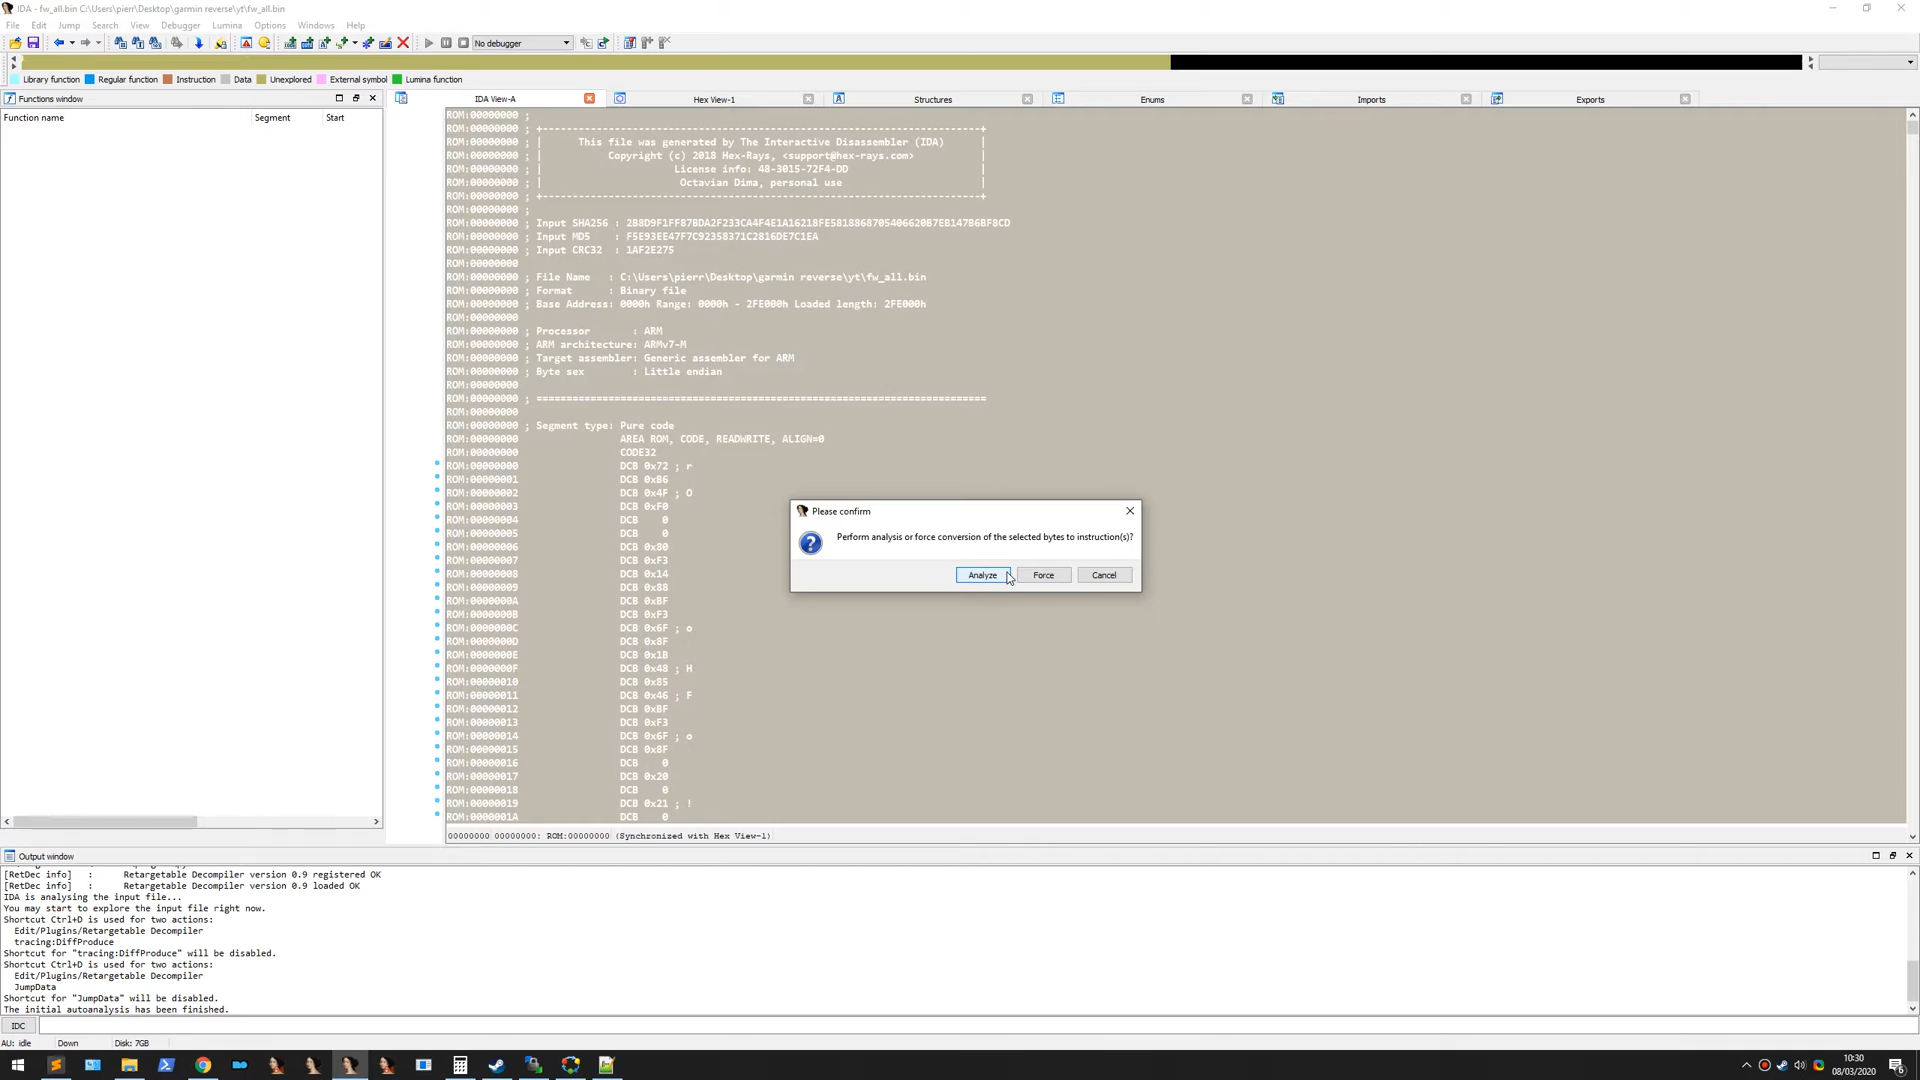 IDA - fw_all.bin C:\Users\pierr\Desktop\garmin reverse\yt\fw_all.bin
File Edit Jump Search View Debugger Lumina Options Windows Help
No debugger
Library function Regular function Instruction Data Unexplored External symbol Lumina function
Functions window
Function name Segment Start
IDA View-A Hex View-1 Structures Enums Imports Exports
ROM:00000000 ;
ROM:00000000 ; +-------------------------------------------------------------------------+
ROM:00000000 ; | This file was generated by The Interactive Disassembler (IDA) |
ROM:00000000 ; | Copyright (c) 2018 Hex-Rays, <support@hex-rays.com> |
ROM:00000000 ; | License info: 48-3015-72F4-DD |
ROM:00000000 ; | Octavian Dima, personal use |
ROM:00000000 ; +-------------------------------------------------------------------------+
ROM:00000000 ;
ROM:00000000 ; Input SHA256 : 2B8D9F1FF87BDA2F233CA4F4E1A16218FE5818868705406620B7EB147B6BF8CD
ROM:00000000 ; Input MD5 : F5E93EE47F7C92358371C2816DE7C1EA
ROM:00000000 ; Input CRC32 : 1AF2E275
ROM:00000000
ROM:00000000 ; File Name : C:\Users\pierr\Desktop\garmin reverse\yt\fw_all.bin
ROM:00000000 ; Format : Binary file
ROM:00000000 ; Base Address: 0000h Range: 0000h - 2FE000h Loaded length: 2FE000h
ROM:00000000
ROM:00000000 ; Processor : ARM
ROM:00000000 ; ARM architecture: ARMv7-M
ROM:00000000 ; Target assembler: Generic assembler for ARM
ROM:00000000 ; Byte sex : Little endian
ROM:00000000
ROM:00000000 ; ===========================================================================
ROM:00000000
ROM:00000000 ; Segment type: Pure code
ROM:00000000 AREA ROM, CODE, READWRITE, ALIGN=0
ROM:00000000 CODE32
ROM:00000000 DCB 0x72 ; r
ROM:00000001 DCB 0xB6
ROM:00000002 DCB 0x4F ; O
ROM:00000003 DCB 0xF0
ROM:00000004 DCB 0
ROM:00000005 DCB 0
ROM:00000006 DCB 0x80
ROM:00000007 DCB 0xF3
ROM:00000008 DCB 0x14
ROM:00000009 DCB 0x88
ROM:0000000A DCB 0xBF
ROM:0000000B DCB 0xF3
ROM:0000000C DCB 0x6F ; o
ROM:0000000D DCB 0x8F
ROM:0000000E DCB 0x1B
ROM:0000000F DCB 0x48 ; H
ROM:00000010 DCB 0x85
ROM:00000011 DCB 0x46 ; F
ROM:00000012 DCB 0xBF
ROM:00000013 DCB 0xF3
ROM:00000014 DCB 0x6F ; o
ROM:00000015 DCB 0x8F
ROM:00000016 DCB 0
ROM:00000017 DCB 0x20
ROM:00000018 DCB 0
ROM:00000019 DCB 0x21 ; !
ROM:0000001A DCB 0
00000000 00000000: ROM:00000000 (Synchronized with Hex View-1)
Please confirm
Perform analysis or force conversion of the selected bytes to instruction(s)?
Analyze Force Cancel
Output window
[RetDec info] : Retargetable Decompiler version 0.9 registered OK
[RetDec info] : Retargetable Decompiler version 0.9 loaded OK
IDA is analysing the input file...
You may start to explore the input file right now.
Shortcut Ctrl+D is used for two actions:
Edit/Plugins/Retargetable Decompiler
tracing:DiffProduce
Shortcut for "tracing:DiffProduce" will be disabled.
Shortcut Ctrl+D is used for two actions:
Edit/Plugins/Retargetable Decompiler
JumpData
Shortcut for "JumpData" will be disabled.
The initial autoanalysis has been finished.
IDC
AU: idle Down Disk: 7GB
10:30
08/03/2020